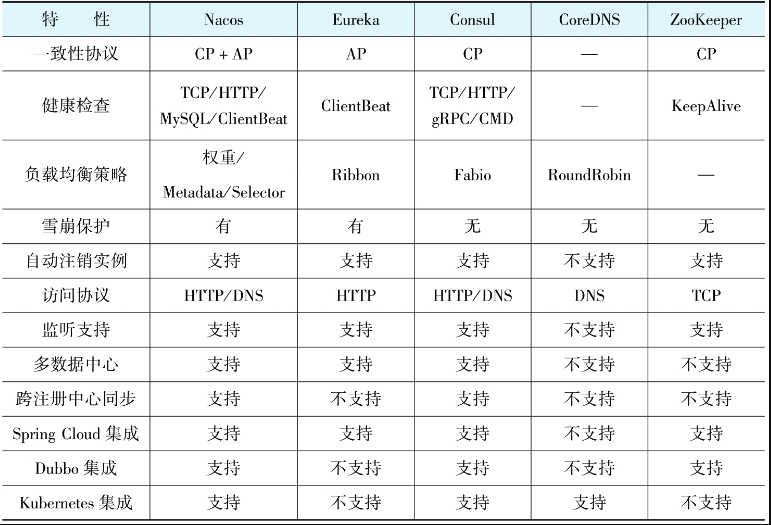 特 性 Nacos Eureka Consul CoreDNS ZooKeeper
一致性协议 CP + AP AP CP — CP
健康检查 TCP/HTTP/MySQL/ClientBeat ClientBeat TCP/HTTP/gRPC/CMD — KeepAlive
负载均衡策略 权重/Metadata/Selector Ribbon Fabio RoundRobin —
雪崩保护 有 有 无 无 无
自动注销实例 支持 支持 支持 不支持 支持
访问协议 HTTP/DNS HTTP HTTP/DNS DNS TCP
监听支持 支持 支持 支持 不支持 支持
多数据中心 支持 支持 支持 不支持 不支持
跨注册中心同步 支持 不支持 支持 不支持 不支持
Spring Cloud 集成 支持 支持 支持 不支持 支持
Dubbo 集成 支持 不支持 支持 不支持 支持
Kubernetes 集成 支持 不支持 支持 支持 不支持